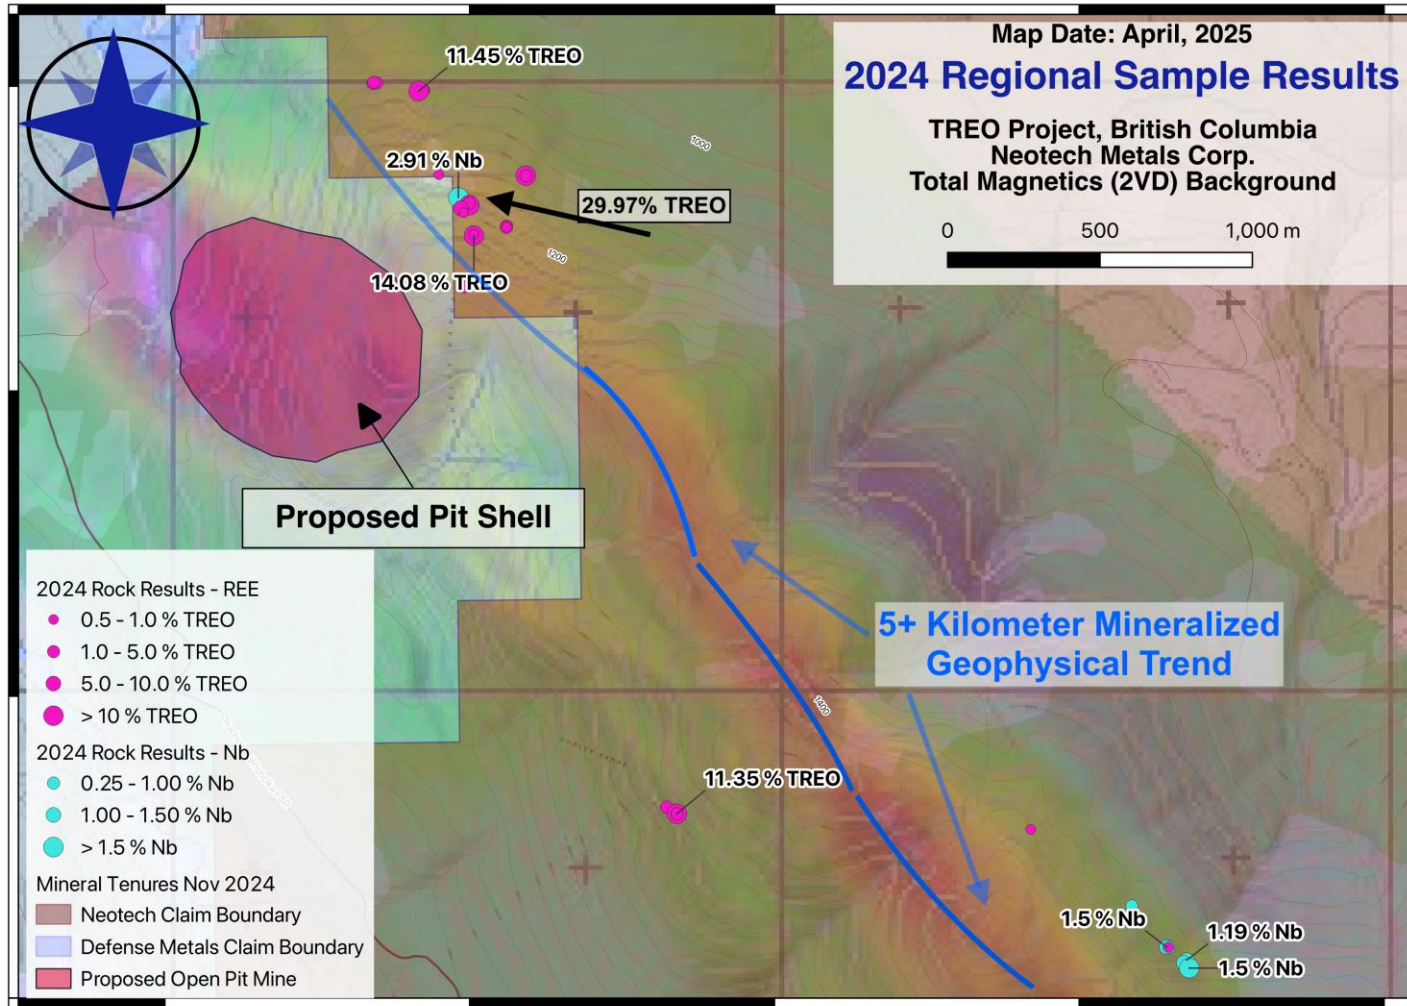 Map Date: April, 2025
2024 Regional Sample Results
TREO Project, British Columbia
Neotech Metals Corp.
Total Magnetics (2VD) Background
0 500 1,000 m
11.45 % TREO
1000
2.91 % Nb
29.97% TREO
1200
14.08 % TREO
Proposed Pit Shell
5+ Kilometer Mineralized
Geophysical Trend
1400
11.35 % TREO
1.5 % Nb
1.19 % Nb
1.5 % Nb
2024 Rock Results - REE
0.5 - 1.0 % TREO
1.0 - 5.0 % TREO
5.0 - 10.0 % TREO
> 10 % TREO
2024 Rock Results - Nb
0.25 - 1.00 % Nb
1.00 - 1.50 % Nb
> 1.5 % Nb
Mineral Tenures Nov 2024
Neotech Claim Boundary
Defense Metals Claim Boundary
Proposed Open Pit Mine